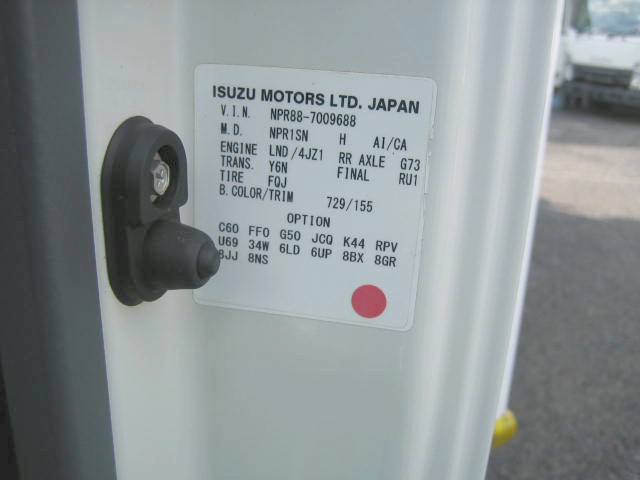 ISUZU MOTORS LTD. JAPAN
V.I.N. NPR88-7009688
M.D. NPR1SN H AI/CA
ENGINE LND/4JZ1 RR AXLE G73
TRANS. Y6N FINAL RU1
TIRE FQJ
B.COLOR/TRIM 729/155
OPTION
C60 FF0 G50 JCQ K44 RPV
U69 34W 6LD 6UP 8BX 8GR
8JJ 8NS